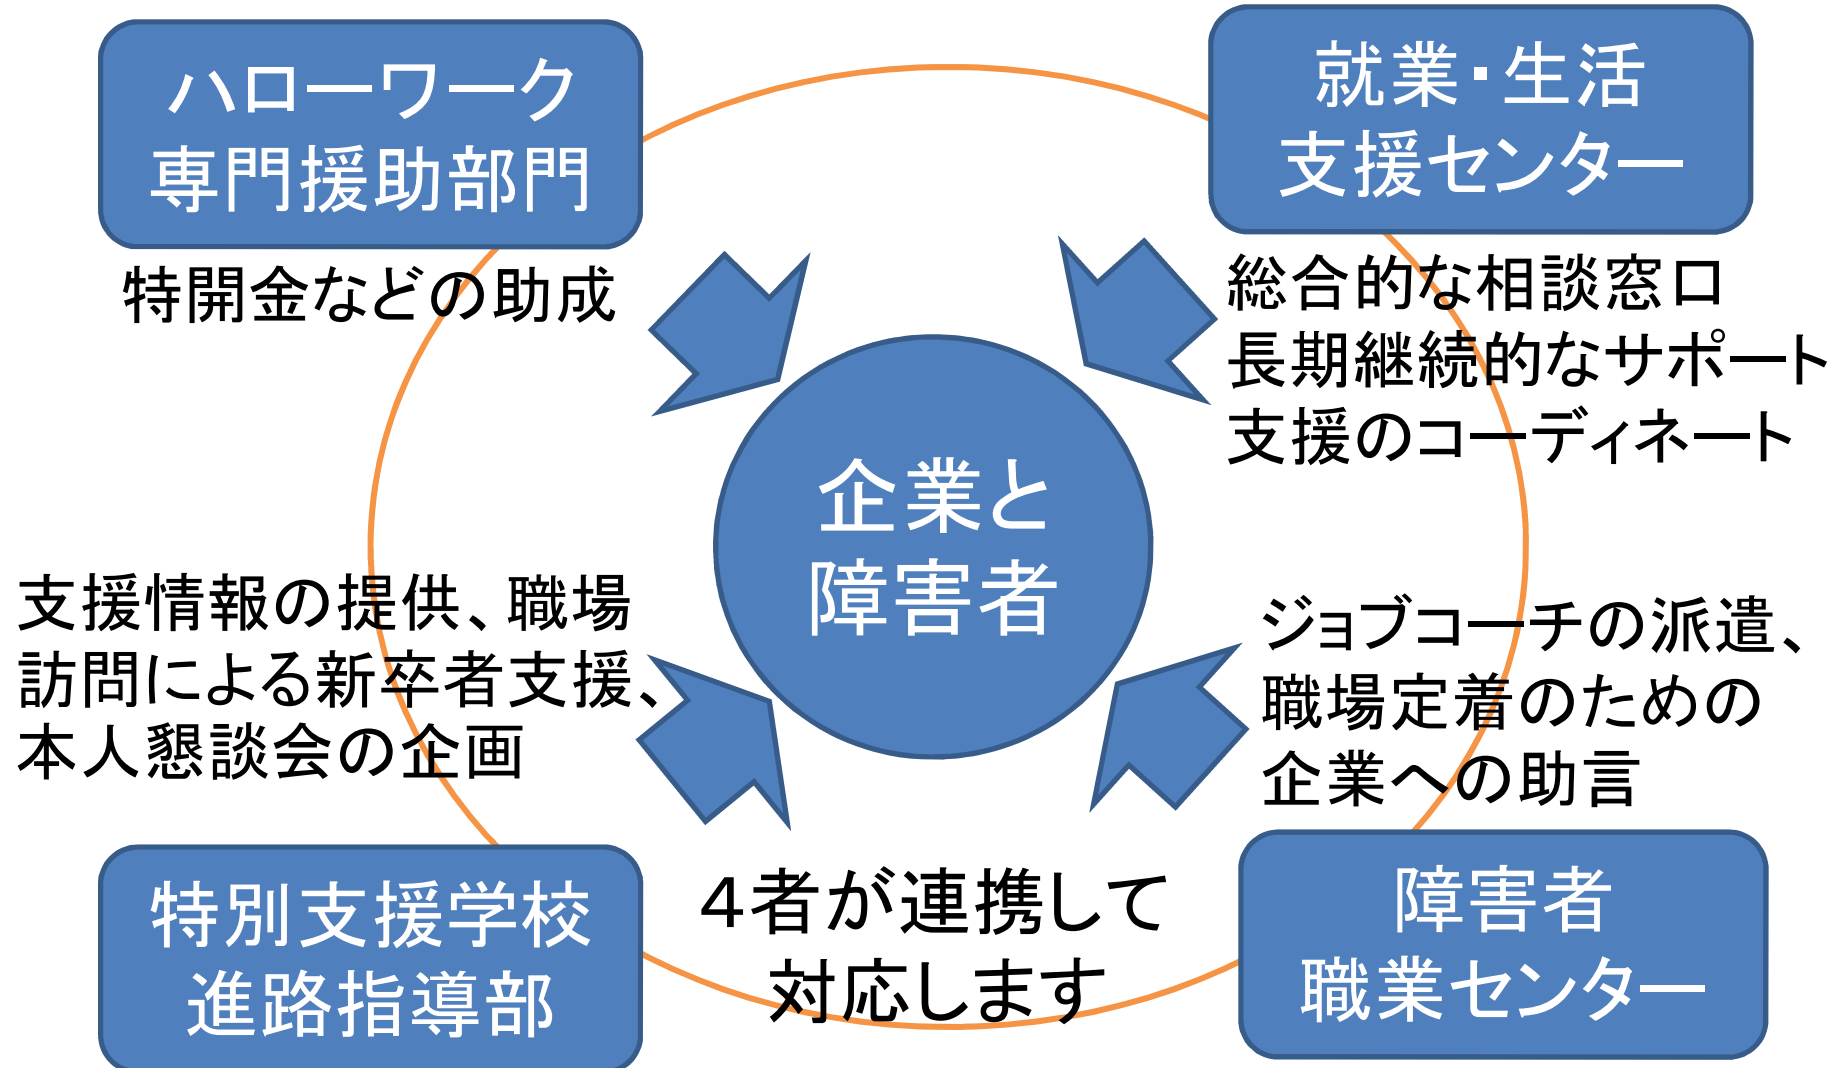 ハローワーク
専門援助部門
特開金などの助成
就業・生活
支援センター
総合的な相談窓口
長期継続的なサポート
支援のコーディネート
企業と
障害者
支援情報の提供、職場
訪問による新卒者支援、
本人懇談会の企画
特別支援学校
進路指導部
ジョブコーチの派遣、
職場定着のための
企業への助言
障害者
職業センター
４者が連携して
対応します